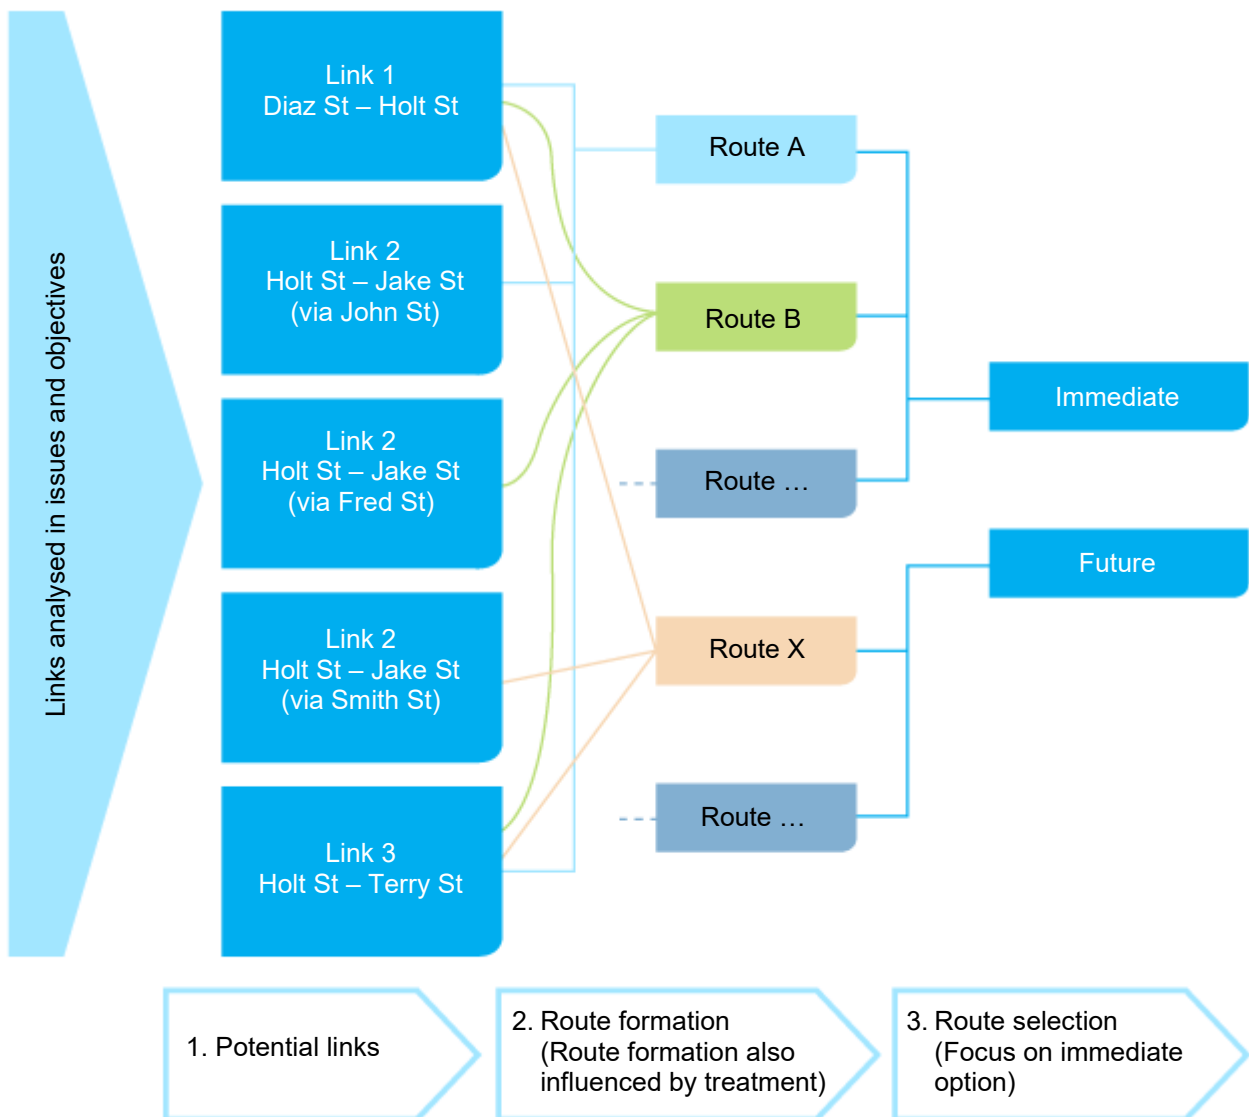 Links analysed in issues and objectives
Link 1
Diaz St – Holt St
Link 2
Holt St – Jake St
(via John St)
Link 2
Holt St – Jake St
(via Fred St)
Link 2
Holt St – Jake St
(via Smith St)
Link 3
Holt St – Terry St
Route A
Route B
Route …
Route X
Route …
Immediate
Future
1. Potential links
2. Route formation
(Route formation also
influenced by treatment)
3. Route selection
(Focus on immediate
option)